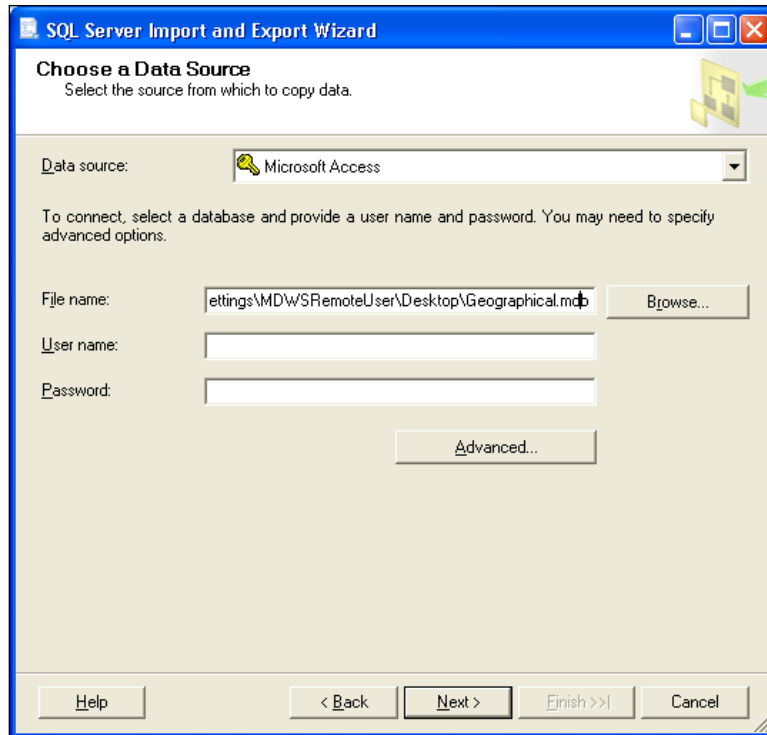 SQL Server Import and Export Wizard
Choose a Data Source
Select the source from which to copy data.
Data source: Microsoft Access
To connect, select a database and provide a user name and password. You may need to specify
advanced options.
File name: ettings\MDWSRemoteUser\Desktop\Geographical.mdb Browse...
User name:
Password:
Advanced...
Help < Back Next > Finish >>| Cancel